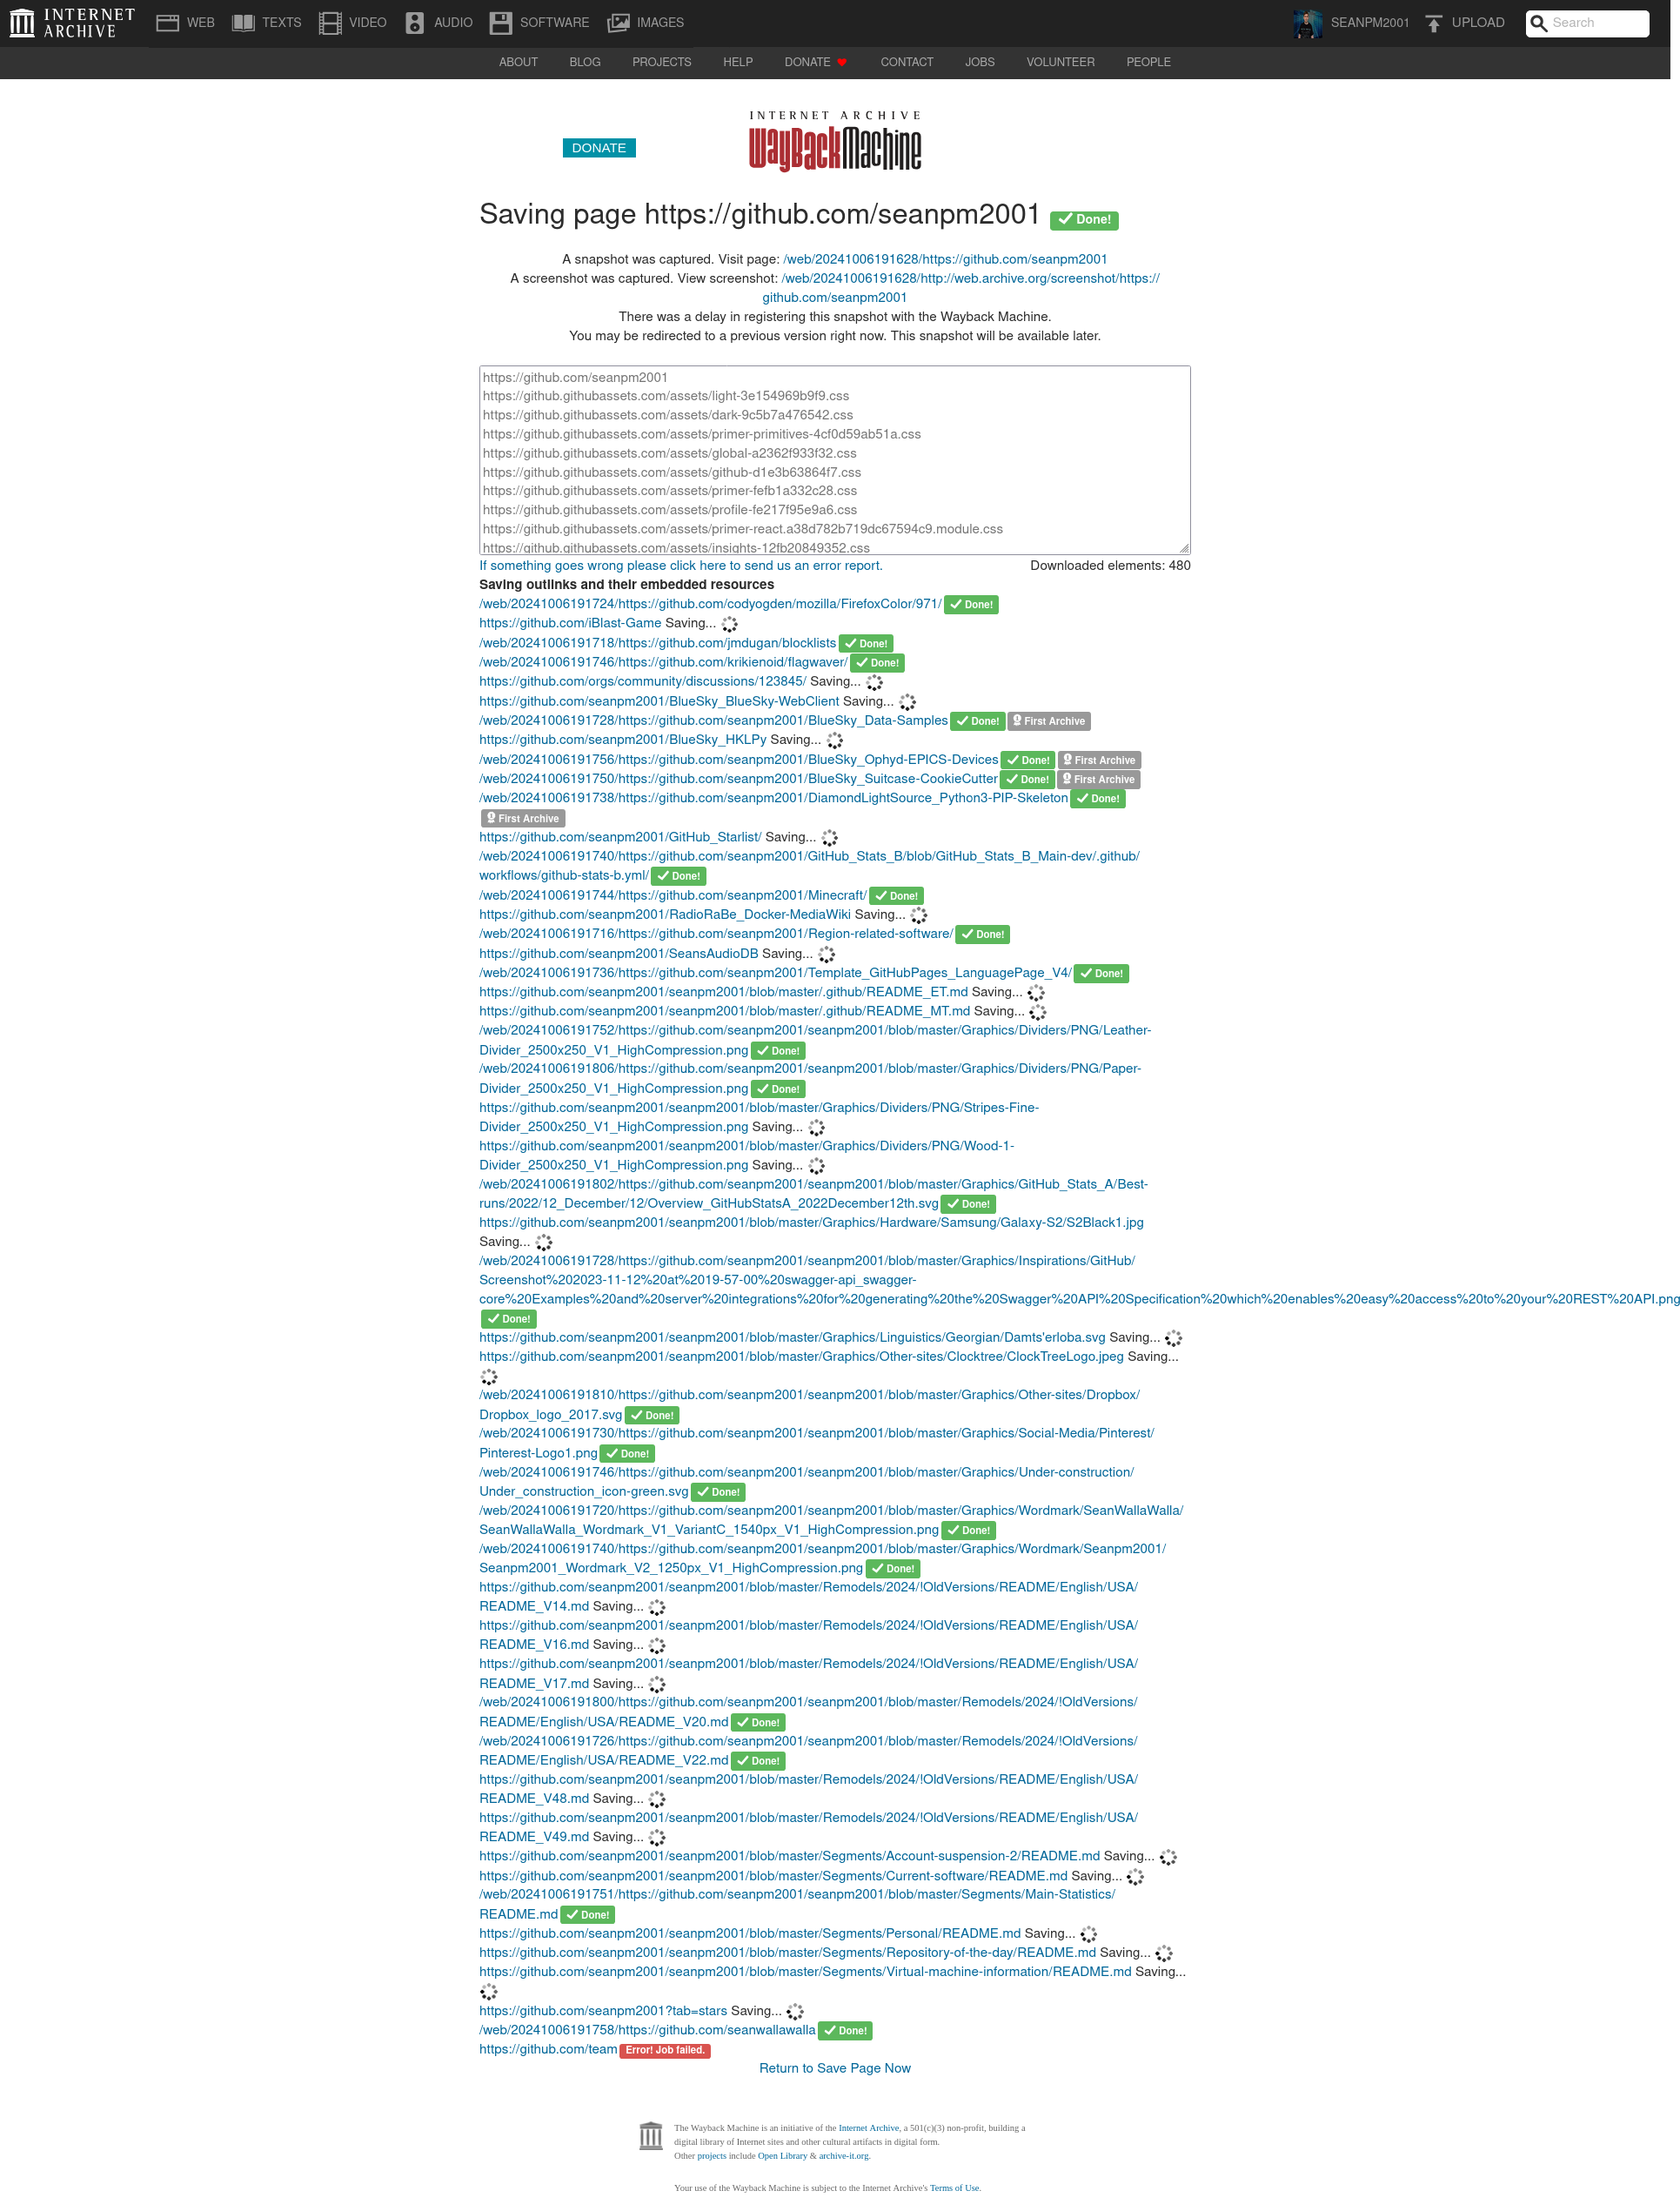 INTERNET ARCHIVE
WEB TEXTS VIDEO AUDIO SOFTWARE IMAGES SEANPM2001 UPLOAD Search
ABOUT BLOG PROJECTS HELP DONATE CONTACT JOBS VOLUNTEER PEOPLE
INTERNET ARCHIVE
DONATE WayBackMachine
Saving page https://github.com/seanpm2001 Done!
A snapshot was captured. Visit page: /web/20241006191628/https://github.com/seanpm2001
A screenshot was captured. View screenshot: /web/20241006191628/http://web.archive.org/screenshot/https://
github.com/seanpm2001
There was a delay in registering this snapshot with the Wayback Machine.
You may be redirected to a previous version right now. This snapshot will be available later.
https://github.com/seanpm2001
https://github.githubassets.com/assets/light-3e154969b9f9.css
https://github.githubassets.com/assets/dark-9c5b7a476542.css
https://github.githubassets.com/assets/primer-primitives-4cf0d59ab51a.css
https://github.githubassets.com/assets/global-a2362f933f32.css
https://github.githubassets.com/assets/github-d1e3b63864f7.css
https://github.githubassets.com/assets/primer-fefb1a332c28.css
https://github.githubassets.com/assets/profile-fe217f95e9a6.css
https://github.githubassets.com/assets/primer-react.a38d782b719dc67594c9.module.css
https://github.githubassets.com/assets/insights-12fb20849352.css
If something goes wrong please click here to send us an error report. Downloaded elements: 480
Saving outlinks and their embedded resources
/web/20241006191724/https://github.com/codyogden/mozilla/FirefoxColor/971/ Done!
https://github.com/iBlast-Game Saving...
/web/20241006191718/https://github.com/jmdugan/blocklists Done!
/web/20241006191746/https://github.com/krikienoid/flagwaver/ Done!
https://github.com/orgs/community/discussions/123845/ Saving...
https://github.com/seanpm2001/BlueSky_BlueSky-WebClient Saving...
/web/20241006191728/https://github.com/seanpm2001/BlueSky_Data-Samples Done! First Archive
https://github.com/seanpm2001/BlueSky_HKLPy Saving...
/web/20241006191756/https://github.com/seanpm2001/BlueSky_Ophyd-EPICS-Devices Done! First Archive
/web/20241006191750/https://github.com/seanpm2001/BlueSky_Suitcase-CookieCutter Done! First Archive
/web/20241006191738/https://github.com/seanpm2001/DiamondLightSource_Python3-PIP-Skeleton Done!
First Archive
https://github.com/seanpm2001/GitHub_Starlist/ Saving...
/web/20241006191740/https://github.com/seanpm2001/GitHub_Stats_B/blob/GitHub_Stats_B_Main-dev/.github/
workflows/github-stats-b.yml/ Done!
/web/20241006191744/https://github.com/seanpm2001/Minecraft/ Done!
https://github.com/seanpm2001/RadioRaBe_Docker-MediaWiki Saving...
/web/20241006191716/https://github.com/seanpm2001/Region-related-software/ Done!
https://github.com/seanpm2001/SeansAudioDB Saving...
/web/20241006191736/https://github.com/seanpm2001/Template_GitHubPages_LanguagePage_V4/ Done!
https://github.com/seanpm2001/seanpm2001/blob/master/.github/README_ET.md Saving...
https://github.com/seanpm2001/seanpm2001/blob/master/.github/README_MT.md Saving...
/web/20241006191752/https://github.com/seanpm2001/seanpm2001/blob/master/Graphics/Dividers/PNG/Leather-
Divider_2500x250_V1_HighCompression.png Done!
/web/20241006191806/https://github.com/seanpm2001/seanpm2001/blob/master/Graphics/Dividers/PNG/Paper-
Divider_2500x250_V1_HighCompression.png Done!
https://github.com/seanpm2001/seanpm2001/blob/master/Graphics/Dividers/PNG/Stripes-Fine-
Divider_2500x250_V1_HighCompression.png Saving...
https://github.com/seanpm2001/seanpm2001/blob/master/Graphics/Dividers/PNG/Wood-1-
Divider_2500x250_V1_HighCompression.png Saving...
/web/20241006191802/https://github.com/seanpm2001/seanpm2001/blob/master/Graphics/GitHub_Stats_A/Best-
runs/2022/12_December/12/Overview_GitHubStatsA_2022December12th.svg Done!
https://github.com/seanpm2001/seanpm2001/blob/master/Graphics/Hardware/Samsung/Galaxy-S2/S2Black1.jpg
Saving...
/web/20241006191728/https://github.com/seanpm2001/seanpm2001/blob/master/Graphics/Inspirations/GitHub/
Screenshot%202023-11-12%20at%2019-57-00%20swagger-api_swagger-
core%20Examples%20and%20server%20integrations%20for%20generating%20the%20Swagger%20API%20Specification%20which%20enables%20easy%20access%20to%20your%20REST%20API.png
Done!
https://github.com/seanpm2001/seanpm2001/blob/master/Graphics/Linguistics/Georgian/Damts'erloba.svg Saving...
https://github.com/seanpm2001/seanpm2001/blob/master/Graphics/Other-sites/Clocktree/ClockTreeLogo.jpeg Saving...
/web/20241006191810/https://github.com/seanpm2001/seanpm2001/blob/master/Graphics/Other-sites/Dropbox/
Dropbox_logo_2017.svg Done!
/web/20241006191730/https://github.com/seanpm2001/seanpm2001/blob/master/Graphics/Social-Media/Pinterest/
Pinterest-Logo1.png Done!
/web/20241006191746/https://github.com/seanpm2001/seanpm2001/blob/master/Graphics/Under-construction/
Under_construction_icon-green.svg Done!
/web/20241006191720/https://github.com/seanpm2001/seanpm2001/blob/master/Graphics/Wordmark/SeanWallaWalla/
SeanWallaWalla_Wordmark_V1_VariantC_1540px_V1_HighCompression.png Done!
/web/20241006191740/https://github.com/seanpm2001/seanpm2001/blob/master/Graphics/Wordmark/Seanpm2001/
Seanpm2001_Wordmark_V2_1250px_V1_HighCompression.png Done!
https://github.com/seanpm2001/seanpm2001/blob/master/Remodels/2024/!OldVersions/README/English/USA/
README_V14.md Saving...
https://github.com/seanpm2001/seanpm2001/blob/master/Remodels/2024/!OldVersions/README/English/USA/
README_V16.md Saving...
https://github.com/seanpm2001/seanpm2001/blob/master/Remodels/2024/!OldVersions/README/English/USA/
README_V17.md Saving...
/web/20241006191800/https://github.com/seanpm2001/seanpm2001/blob/master/Remodels/2024/!OldVersions/
README/English/USA/README_V20.md Done!
/web/20241006191726/https://github.com/seanpm2001/seanpm2001/blob/master/Remodels/2024/!OldVersions/
README/English/USA/README_V22.md Done!
https://github.com/seanpm2001/seanpm2001/blob/master/Remodels/2024/!OldVersions/README/English/USA/
README_V48.md Saving...
https://github.com/seanpm2001/seanpm2001/blob/master/Remodels/2024/!OldVersions/README/English/USA/
README_V49.md Saving...
https://github.com/seanpm2001/seanpm2001/blob/master/Segments/Account-suspension-2/README.md Saving...
https://github.com/seanpm2001/seanpm2001/blob/master/Segments/Current-software/README.md Saving...
/web/20241006191751/https://github.com/seanpm2001/seanpm2001/blob/master/Segments/Main-Statistics/
README.md Done!
https://github.com/seanpm2001/seanpm2001/blob/master/Segments/Personal/README.md Saving...
https://github.com/seanpm2001/seanpm2001/blob/master/Segments/Repository-of-the-day/README.md Saving...
https://github.com/seanpm2001/seanpm2001/blob/master/Segments/Virtual-machine-information/README.md Saving...
https://github.com/seanpm2001?tab=stars Saving...
/web/20241006191758/https://github.com/seanwallawalla Done!
https://github.com/team Error! Job failed.
Return to Save Page Now
The Wayback Machine is an initiative of the Internet Archive, a 501(c)(3) non-profit, building a
digital library of Internet sites and other cultural artifacts in digital form.
Other projects include Open Library & archive-it.org.
Your use of the Wayback Machine is subject to the Internet Archive's Terms of Use.